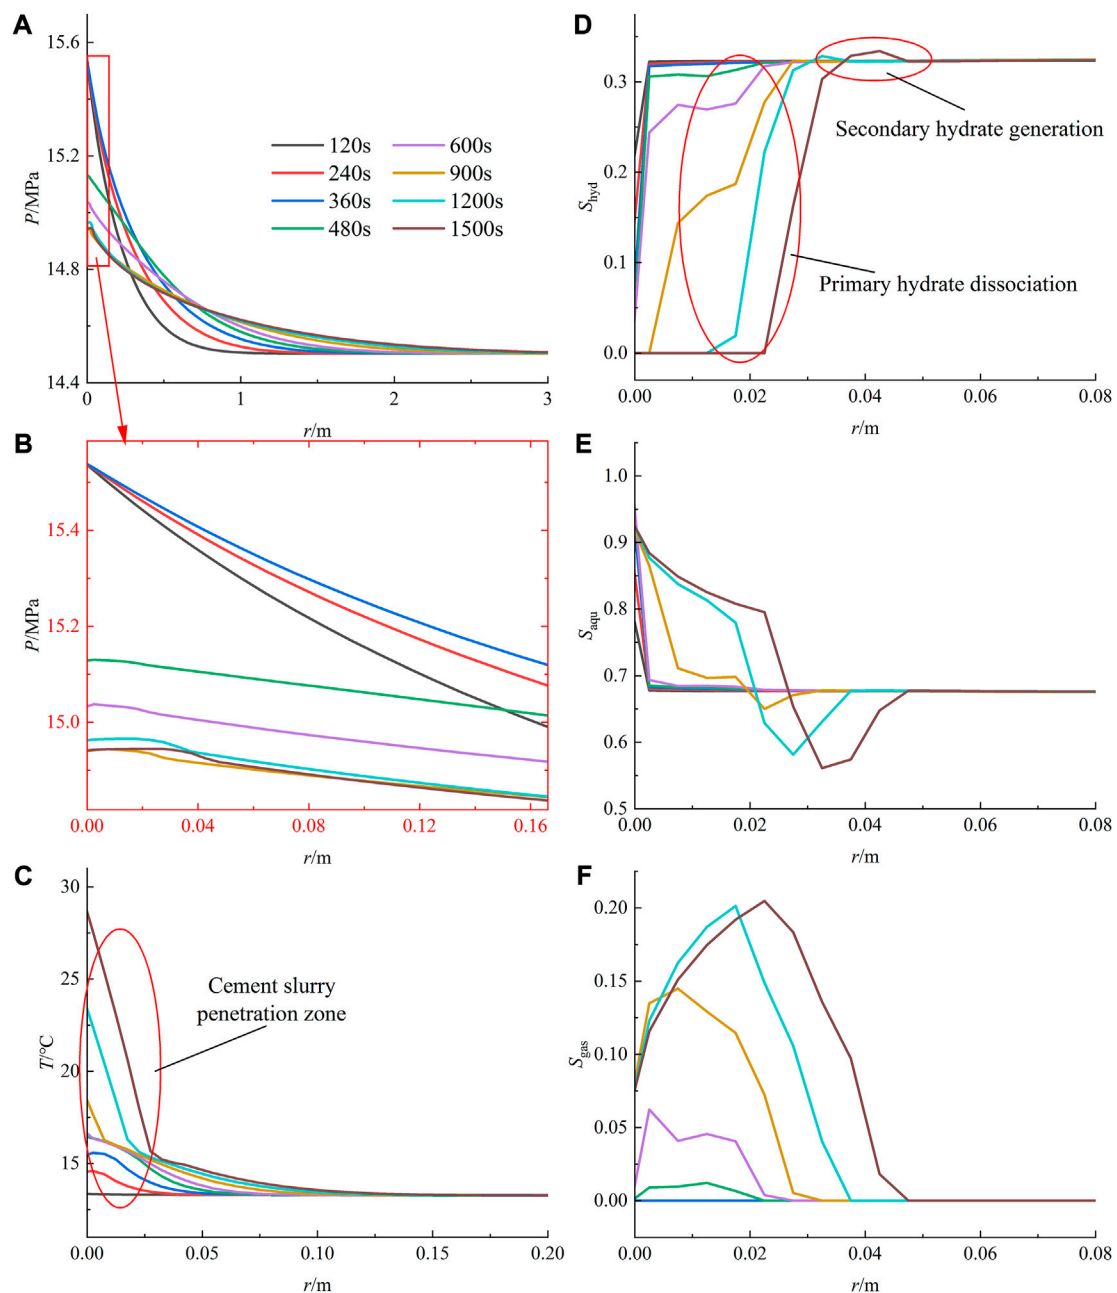 A
15.6
15.2
14.8
14.4
P/MPa
0
1
2
3
r/m
120s
600s
240s
900s
360s
1200s
480s
1500s
B
15.4
15.2
15.0
P/MPa
0.00
0.04
0.08
0.12
0.16
r/m
C
30
25
20
15
T/°C
Cement slurry
penetration zone
0.00
0.05
0.10
0.15
0.20
r/m
D
0.3
0.2
0.1
0.0
Shyd
Secondary hydrate generation
Primary hydrate dissociation
0.00
0.02
0.04
0.06
0.08
r/m
E
1.0
0.9
0.8
0.7
0.6
0.5
Saqu
0.00
0.02
0.04
0.06
0.08
r/m
F
0.20
0.15
0.10
0.05
0.00
Sgas
0.00
0.02
0.04
0.06
0.08
r/m